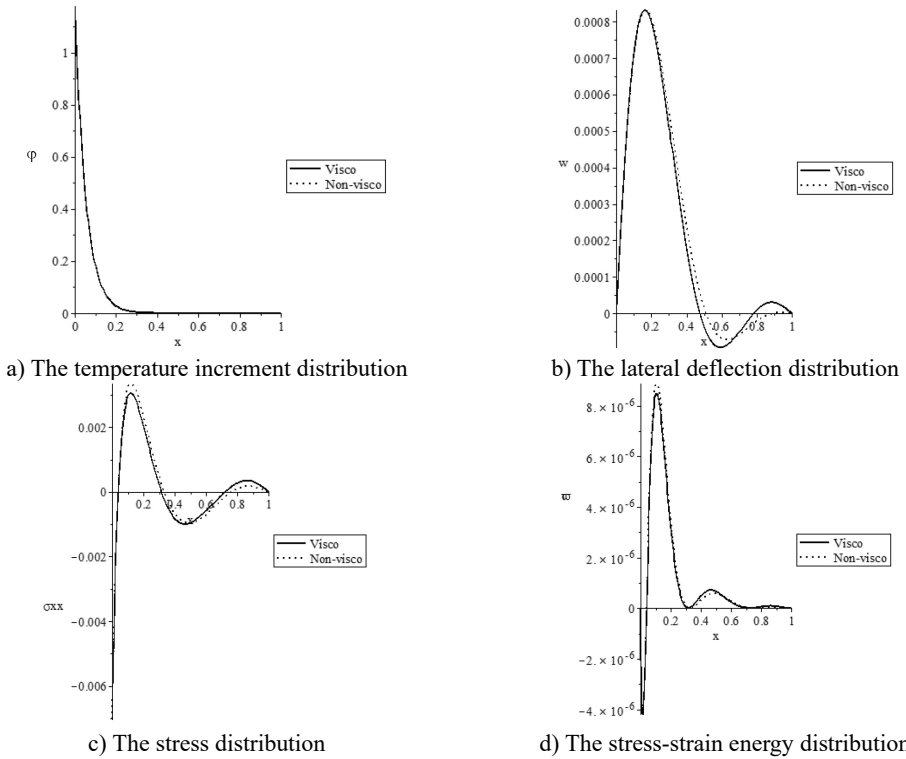 1
0.8
φ
0.6
0.4
0.2
0
0 0.2 0.4 0.6 0.8 1
x
Visco
Non-visco
a) The temperature increment distribution
0.0008
0.0007
0.0006
0.0005
w
0.0004
0.0003
0.0002
0.0001
0
0.2 0.4 0.6 0.8 1
x
Visco
Non-visco
b) The lateral deflection distribution
0.002
0
0.2 0.4 0.6 0.8 1
x
−0.002
−0.004
σxx
−0.006
Visco
Non-visco
c) The stress distribution
8. × 10⁻⁶
6. × 10⁻⁶
ϖ
4. × 10⁻⁶
2. × 10⁻⁶
0
0.2 0.4 0.6 0.8 1
x
−2. × 10⁻⁶
−4. × 10⁻⁶
Visco
Non-visco
d) The stress-strain energy distribution